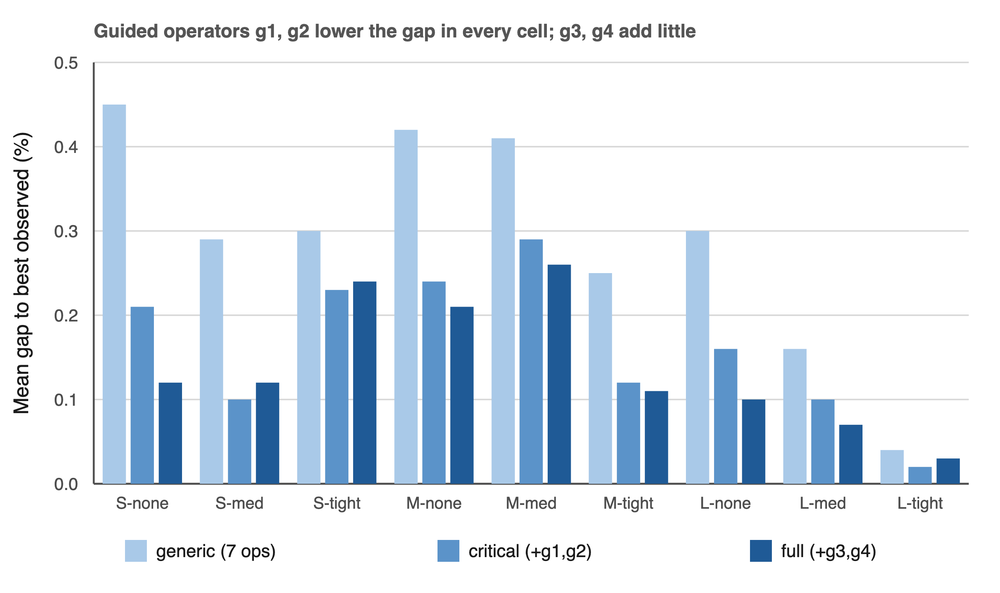 Guided operators g1, g2 lower the gap in every cell; g3, g4 add little
Mean gap to best observed (%)
0.5
0.4
0.3
0.2
0.1
0.0
S-none S-med S-tight M-none M-med M-tight L-none L-med L-tight
generic (7 ops) critical (+g1,g2) full (+g3,g4)